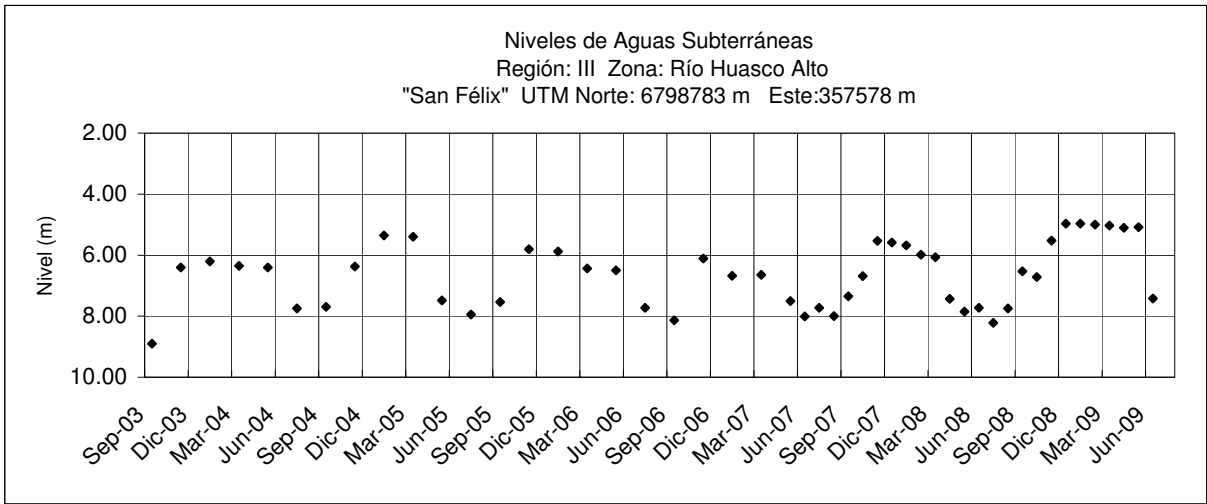 Niveles de Aguas Subterráneas
Región: III  Zona: Río Huasco Alto
"San Félix"  UTM Norte: 6798783 m   Este:357578 m
Nivel (m)
2.00
4.00
6.00
8.00
10.00
Sep-03
Dic-03
Mar-04
Jun-04
Sep-04
Dic-04
Mar-05
Jun-05
Sep-05
Dic-05
Mar-06
Jun-06
Sep-06
Dic-06
Mar-07
Jun-07
Sep-07
Dic-07
Mar-08
Jun-08
Sep-08
Dic-08
Mar-09
Jun-09